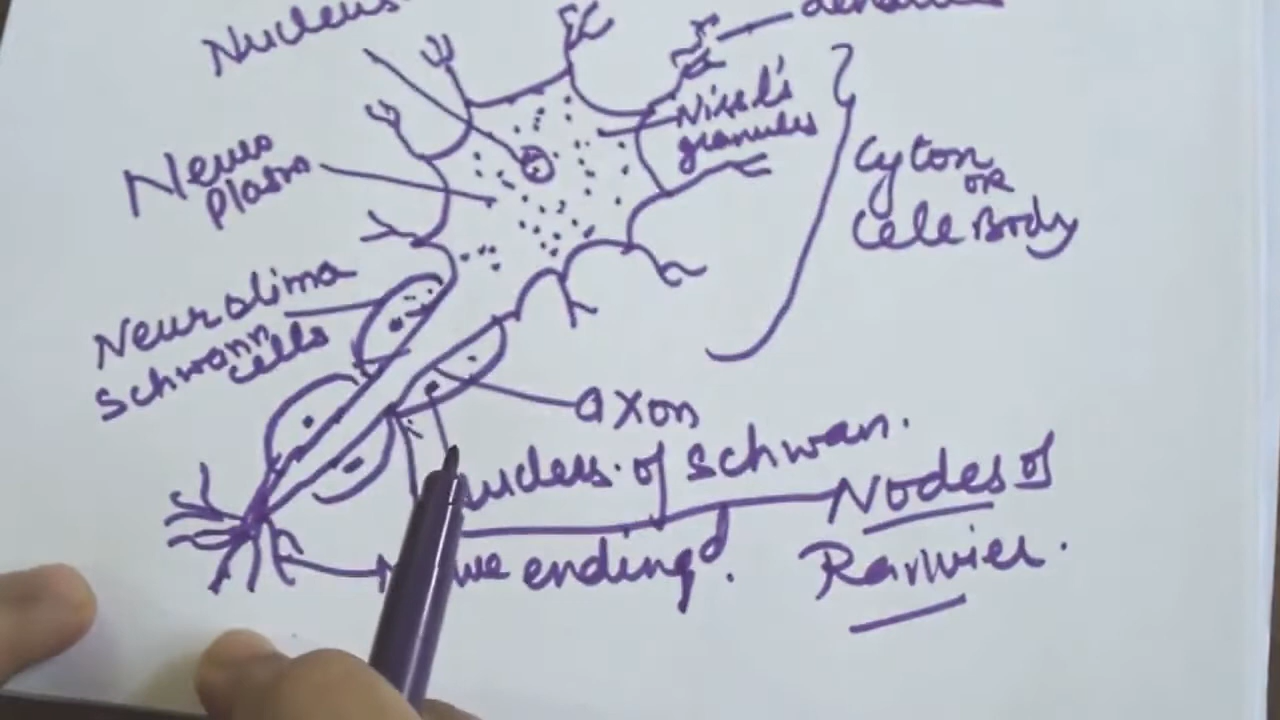 Nucleus
Nissl's
granules
Neuro
plasm
Cyton
or
Cell Body
Neurolima
Schwann
cells
axon
nucleus of Schwan.
Nodes of
Ranvier.
ending